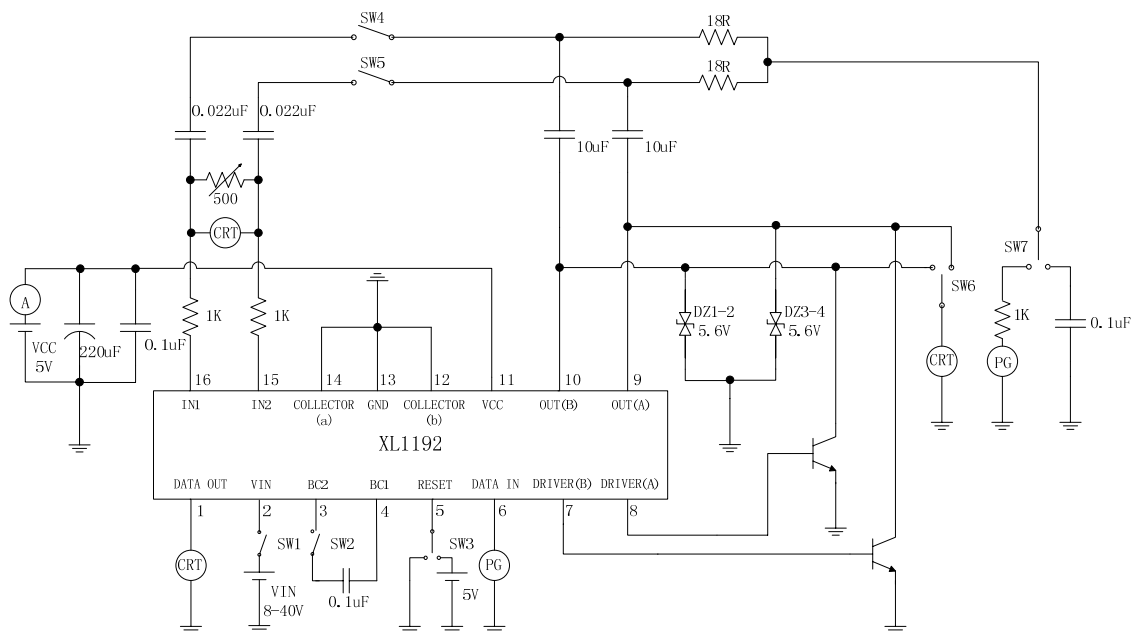 SW4
18R
SW5
18R
0.022uF 0.022uF
10uF 10uF
500
CRT
SW7
A
SW6
1K 1K
DZ1-2
5.6V
DZ3-4
5.6V
1K
0.1uF
VCC
5V
220uF
0.1uF
CRT
PG
16 15 14 13 12 11 10 9
IN1 IN2 COLLECTOR
(a)
GND COLLECTOR
(b)
VCC OUT(B) OUT(A)
XL1192
DATA OUT VIN BC2 BC1 RESET DATA IN DRIVER(B) DRIVER(A)
1 2 3 4 5 6 7 8
SW1 SW2 SW3
CRT
PG
VIN
8-40V
0.1uF
5V